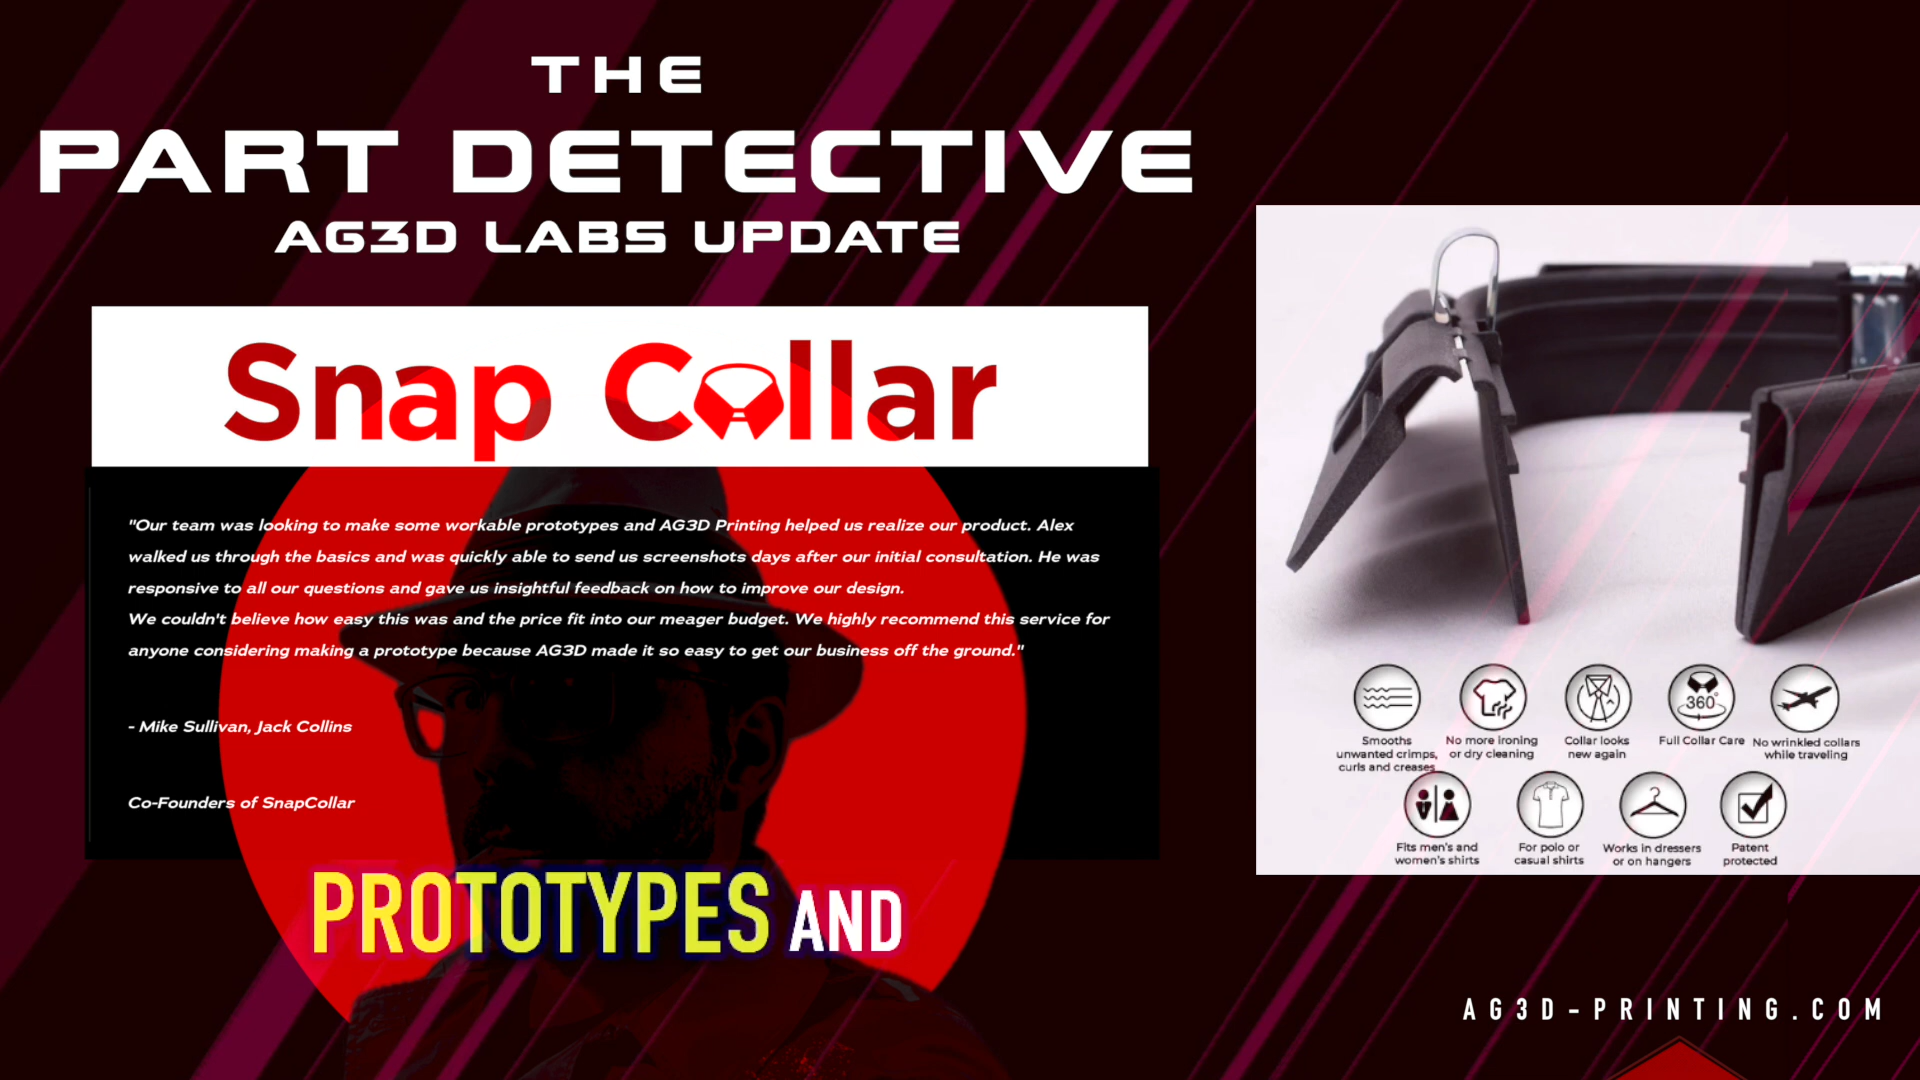 THE
PART DETECTIVE
AG3D LABS UPDATE
Snap Collar
"Our team was looking to make some workable prototypes and AG3D Printing helped us realize our product. Alex
walked us through the basics and was quickly able to send us screenshots days after our initial consultation. He was
responsive to all our questions and gave us insightful feedback on how to improve our design.
We couldn't believe how easy this was and the price fit into our meager budget. We highly recommend this service for
anyone considering making a prototype because AG3D made it so easy to get our business off the ground."
- Mike Sullivan, Jack Collins
Co-Founders of SnapCollar
PROTOTYPES AND
360°
Smooths
unwanted crimps,
curls and creases
No more ironing
or dry cleaning
Collar looks
new again
Full Collar Care
No wrinkled collars
while traveling
Fits men's and
women's shirts
For polo or
casual shirts
Works in dressers
or on hangers
Patent
protected
AG3D-PRINTING.COM